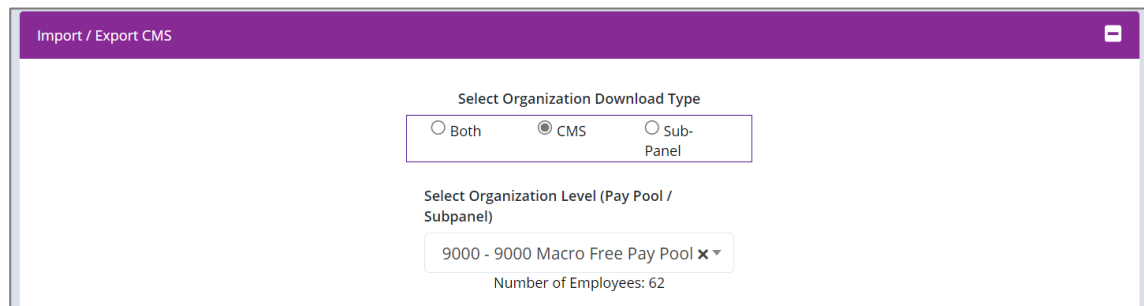 Import / Export CMS
Select Organization Download Type
Both CMS Sub-
Panel
Select Organization Level (Pay Pool /
Subpanel)
9000 - 9000 Macro Free Pay Pool ×
Number of Employees: 62